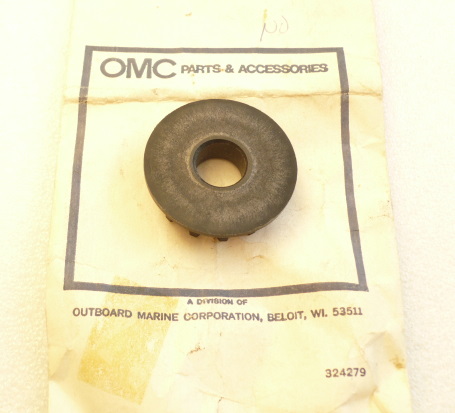 OMC PARTS & ACCESSORIES
A DIVISION OF
OUTBOARD MARINE CORPORATION, BELOIT, WI. 53511
324279